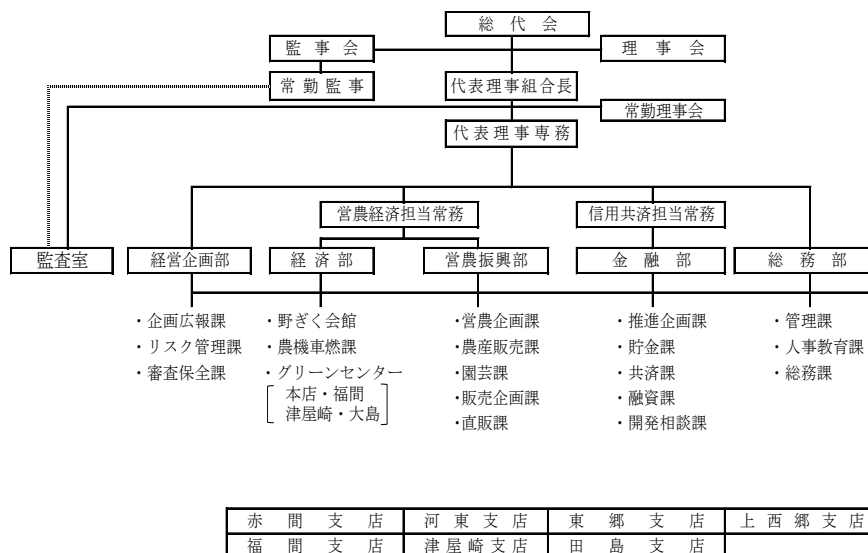 総代会
監事会
理事会
常勤監事
代表理事組合長
常勤理事会
代表理事専務
営農経済担当常務
信用共済担当常務
監査室
経営企画部
経済部
営農振興部
金融部
総務部
・企画広報課
・リスク管理課
・審査保全課
・野ぎく会館
・農機車燃課
・グリーンセンター
本店・福間
津屋崎・大島
・営農企画課
・農産販売課
・園芸課
・販売企画課
・直販課
・推進企画課
・貯金課
・共済課
・融資課
・開発相談課
・管理課
・人事教育課
・総務課
赤間支店 河東支店 東郷支店 上西郷支店
福間支店 津屋崎支店 田島支店